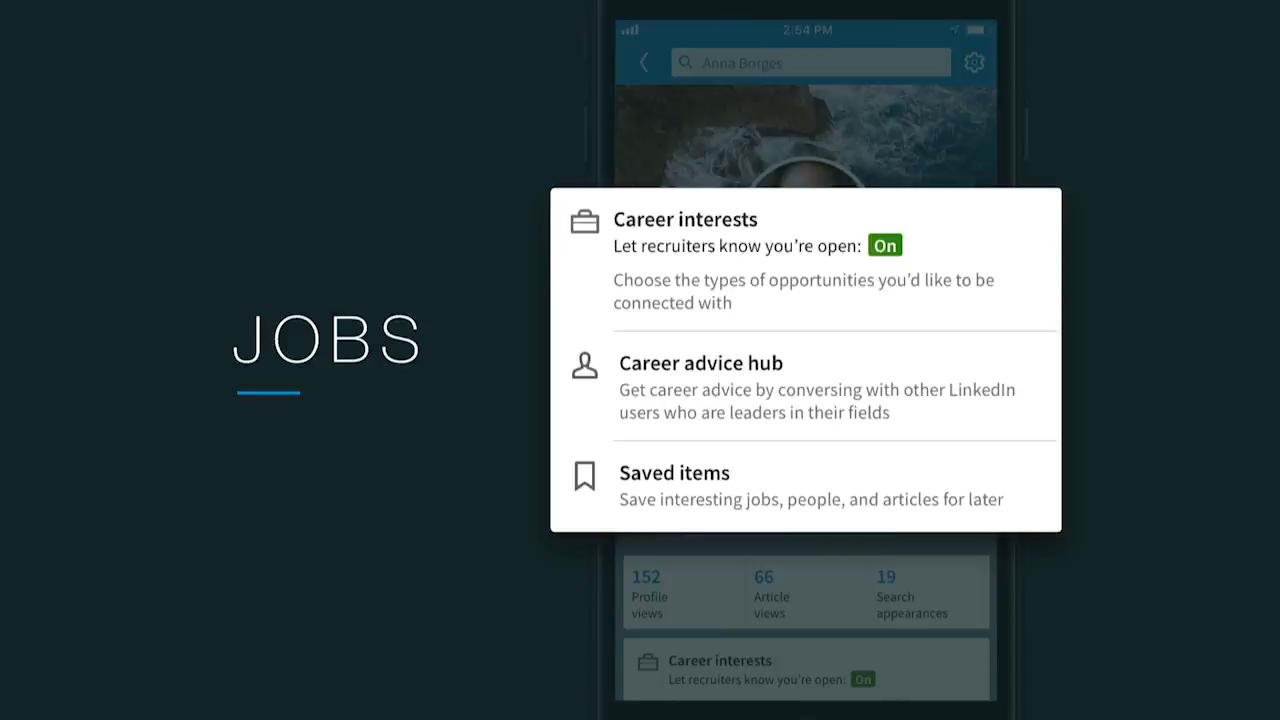 2:54 PM
Anna Borges
Career interests
Let recruiters know you're open: On
Choose the types of opportunities you'd like to be
connected with
JOBS
Career advice hub
Get career advice by conversing with other LinkedIn
users who are leaders in their fields
Saved items
Save interesting jobs, people, and articles for later
152
Profile
views
66
Article
views
19
Search
appearances
Career interests
Let recruiters know you're open: On